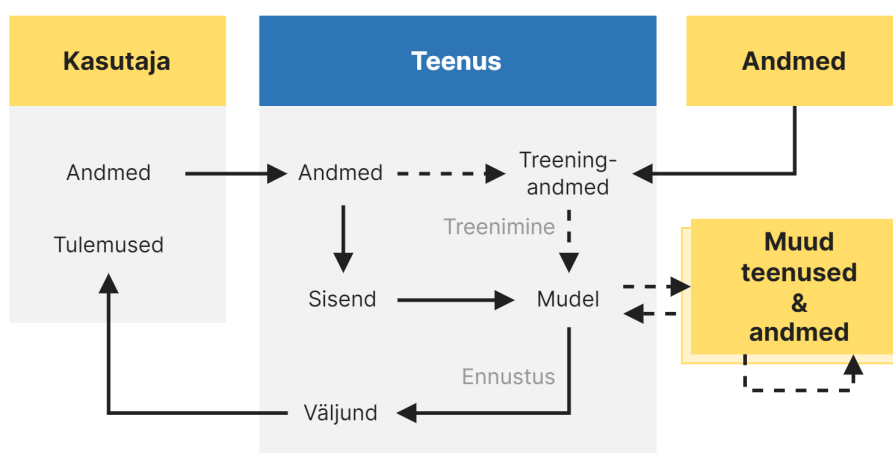 Kasutaja
Teenus
Andmed
Andmed
Andmed
Treening-
andmed
Treenimine
Tulemused
Muud
teenused
&
andmed
Sisend
Mudel
Ennustus
Väljund